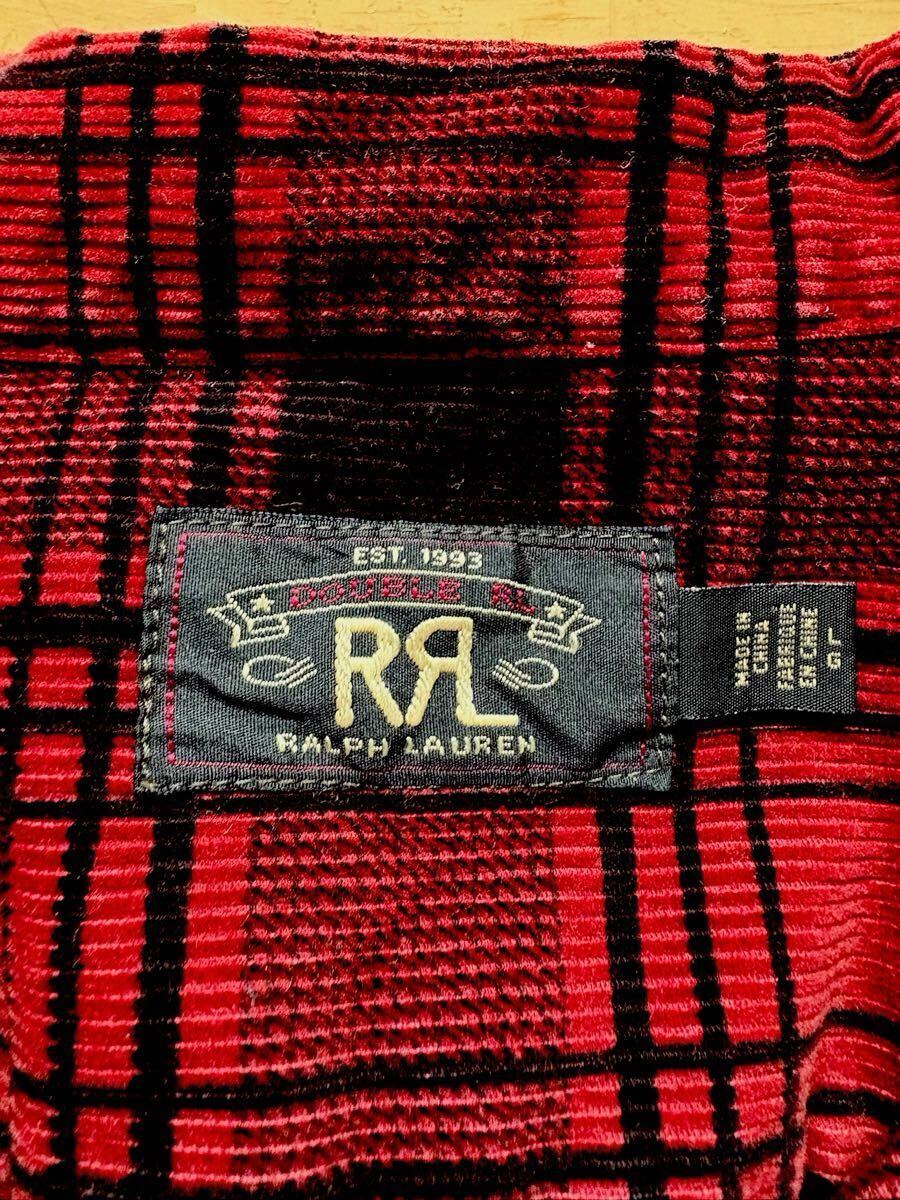 EST. 1993
DOUBLE RL
RRL
RALPH LAUREN
MADE IN
CHINA
FABRIQUÉ
EN CHINE
G/L